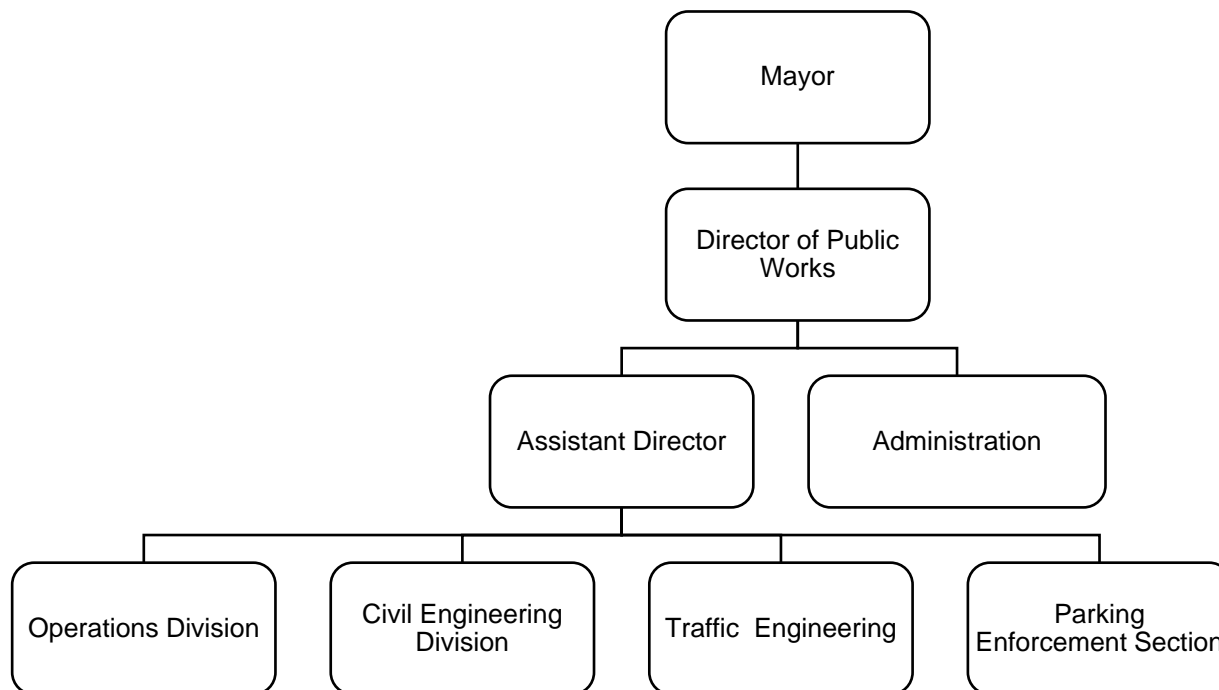 Mayor
Director of Public
Works
Assistant Director
Administration
Operations Division
Civil Engineering
Division
Traffic  Engineering
Parking
Enforcement Section